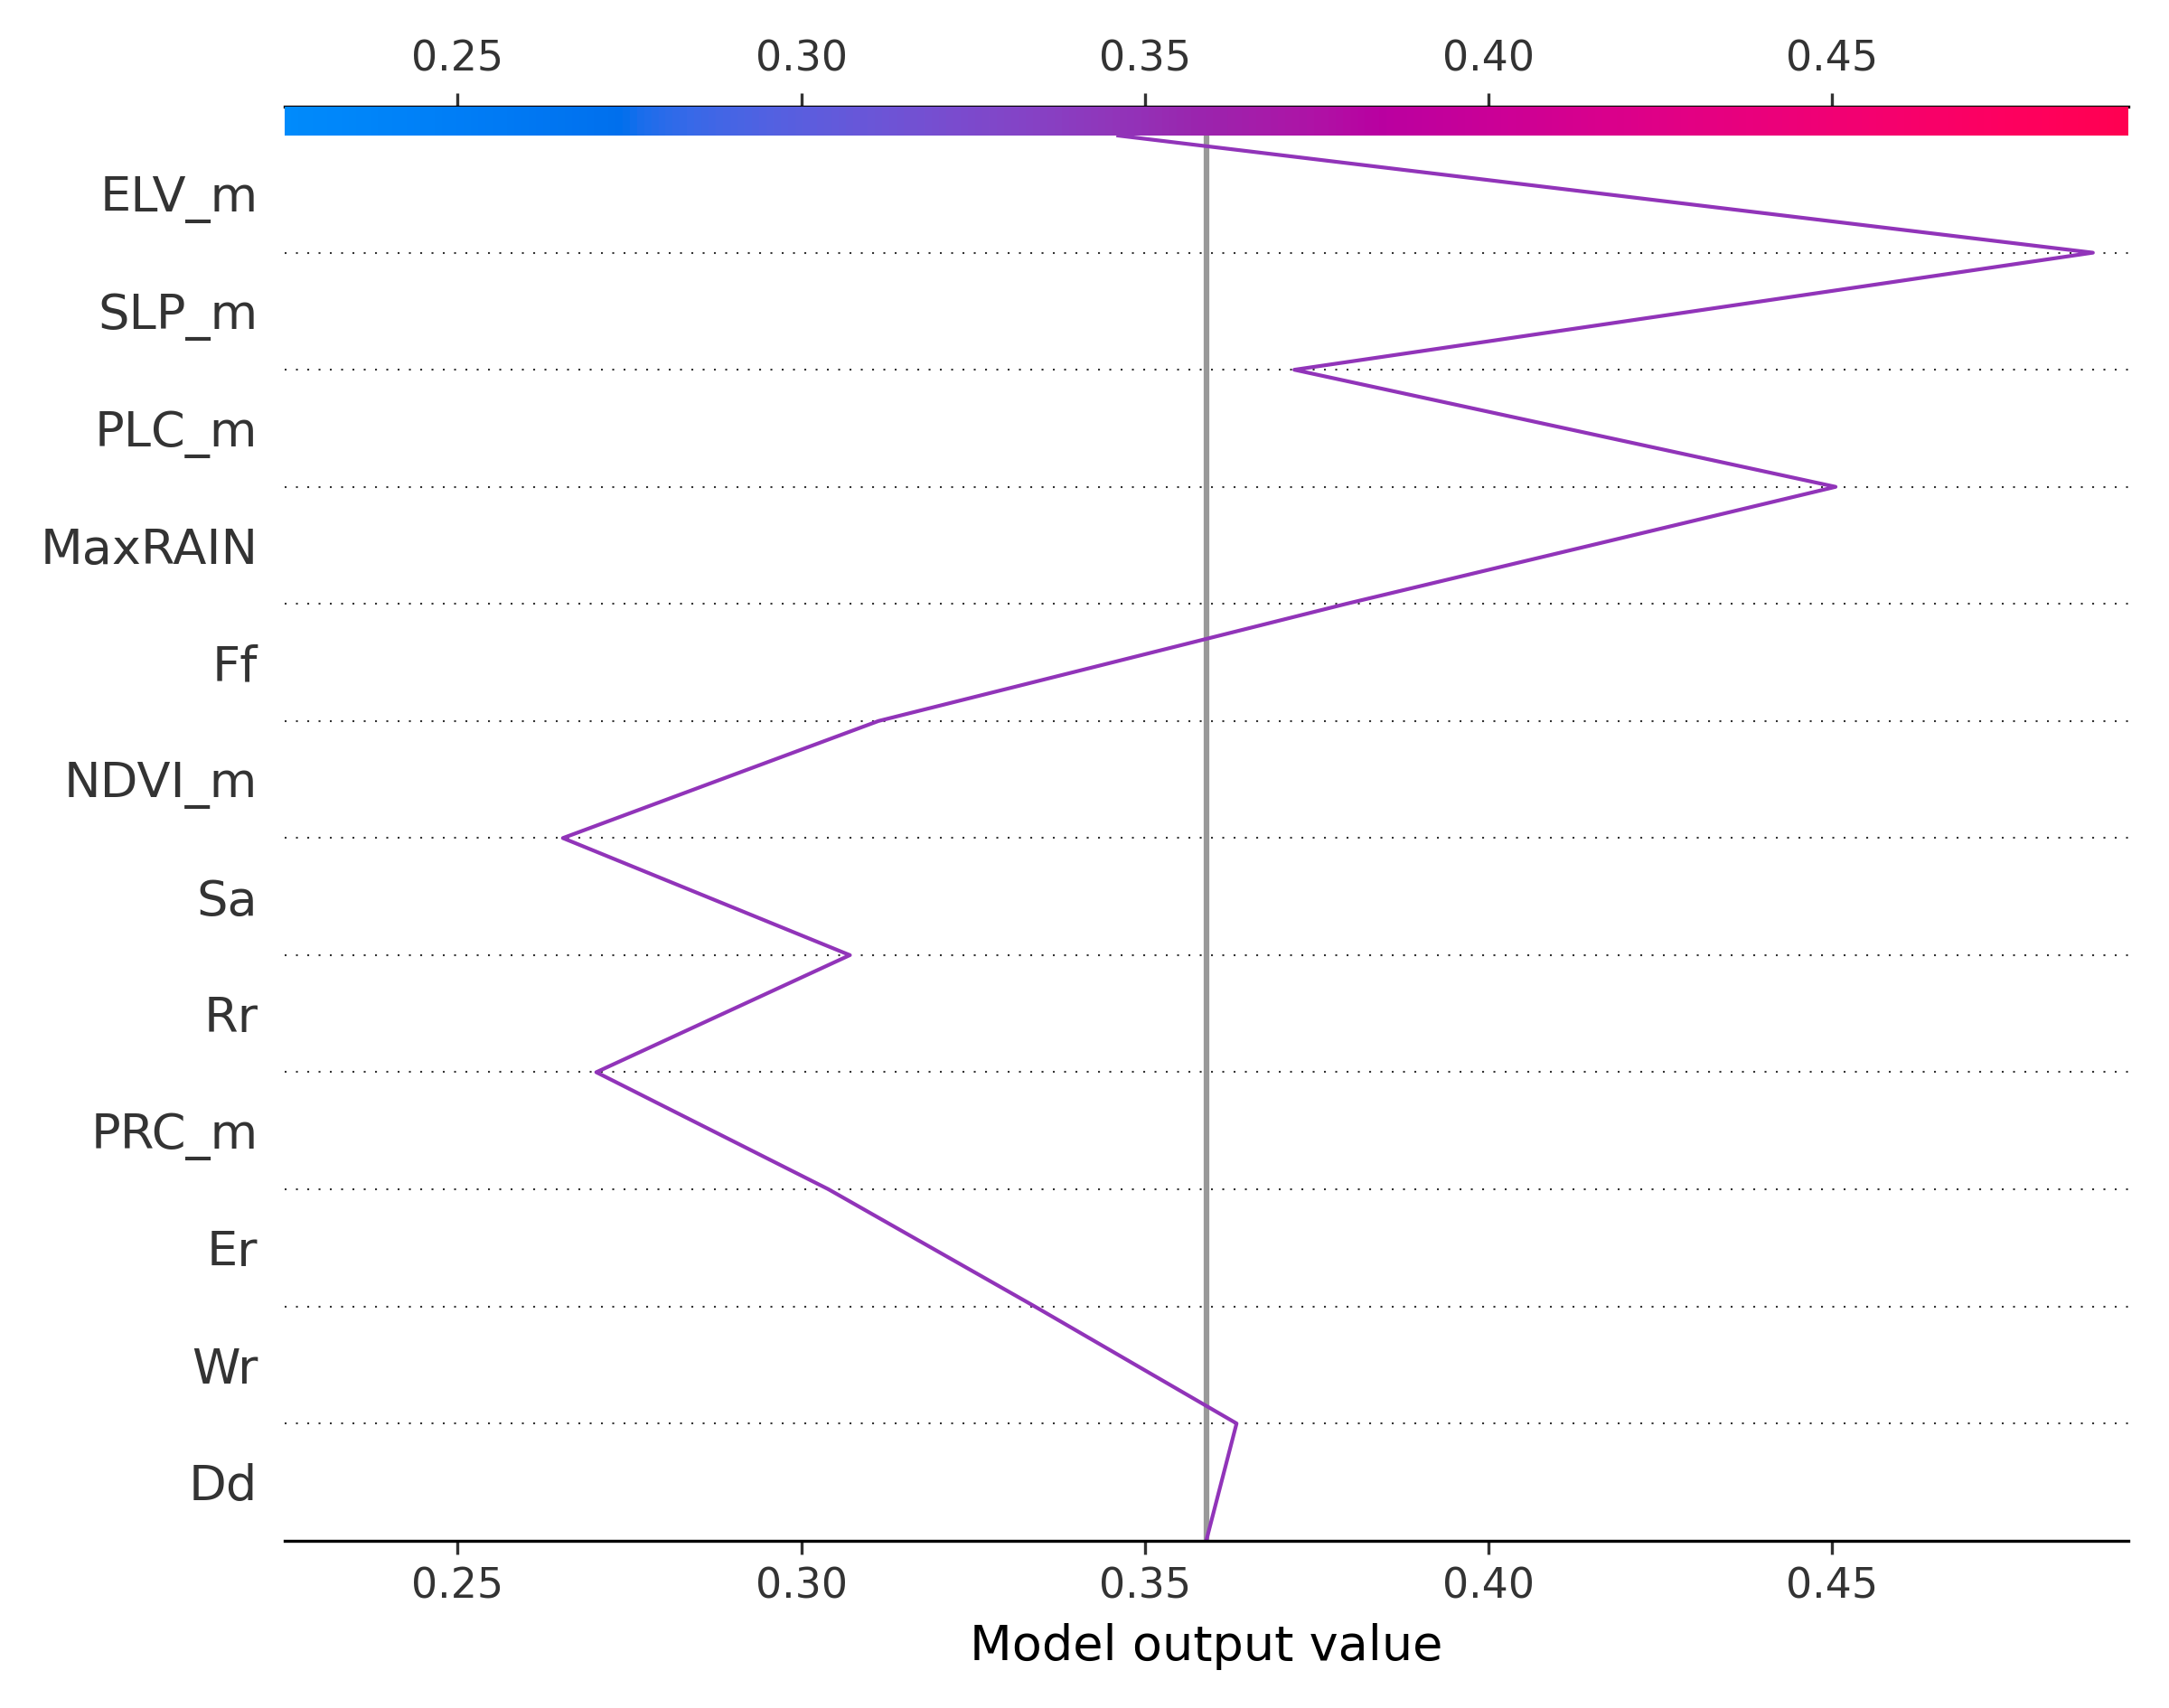 0.25 0.30 0.35 0.40 0.45
ELV_m
SLP_m
PLC_m
MaxRAIN
Ff
NDVI_m
Sa
Rr
PRC_m
Er
Wr
Dd
0.25 0.30 0.35 0.40 0.45
Model output value